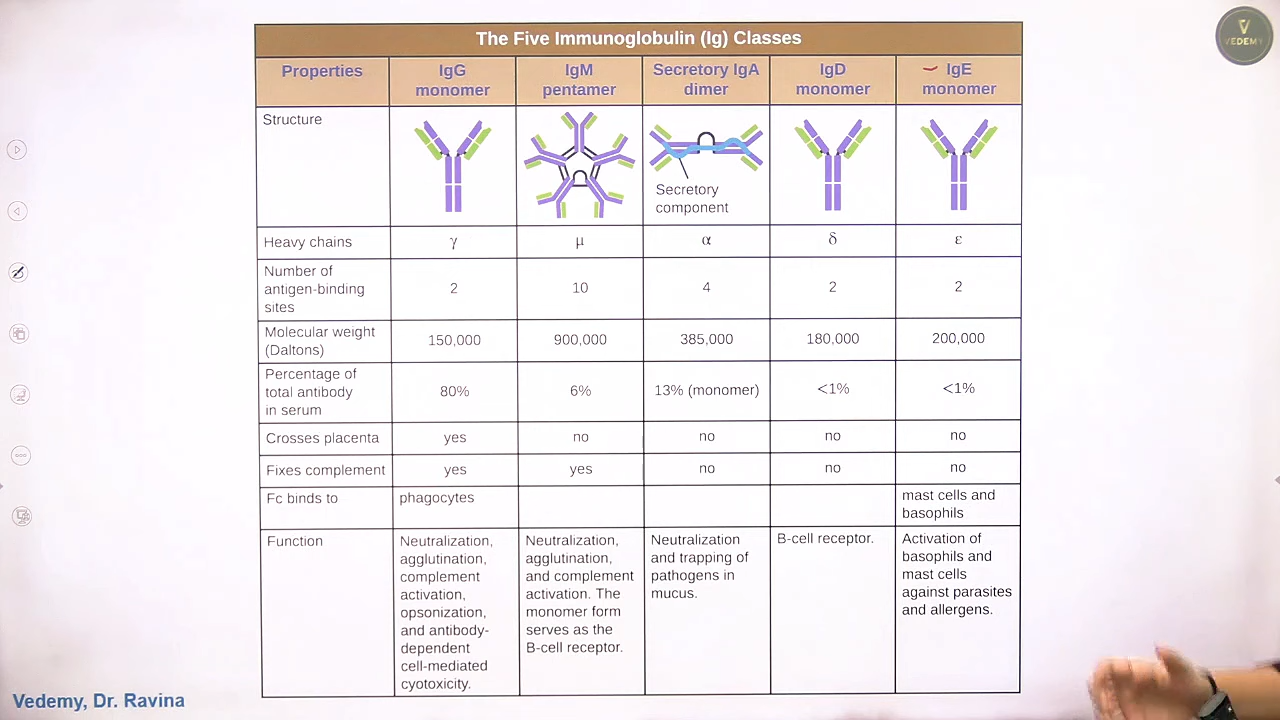 VEDEMY
The Five Immunoglobulin (Ig) Classes
Properties
IgG
monomer
IgM
pentamer
Secretory IgA
dimer
IgD
monomer
IgE
monomer
Structure
Secretory
component
Heavy chains
γ
μ
α
δ
ε
Number of
antigen-binding
sites
2
10
4
2
2
Molecular weight
(Daltons)
150,000
900,000
385,000
180,000
200,000
Percentage of
total antibody
in serum
80%
6%
13% (monomer)
<1%
<1%
Crosses placenta
yes
no
no
no
no
Fixes complement
yes
yes
no
no
no
Fc binds to
phagocytes
mast cells and
basophils
Function
Neutralization,
agglutination,
complement
activation,
opsonization,
and antibody-
dependent
cell-mediated
cyotoxicity.
Neutralization,
agglutination,
and complement
activation. The
monomer form
serves as the
B-cell receptor.
Neutralization
and trapping of
pathogens in
mucus.
B-cell receptor.
Activation of
basophils and
mast cells
against parasites
and allergens.
Vedemy, Dr. Ravina